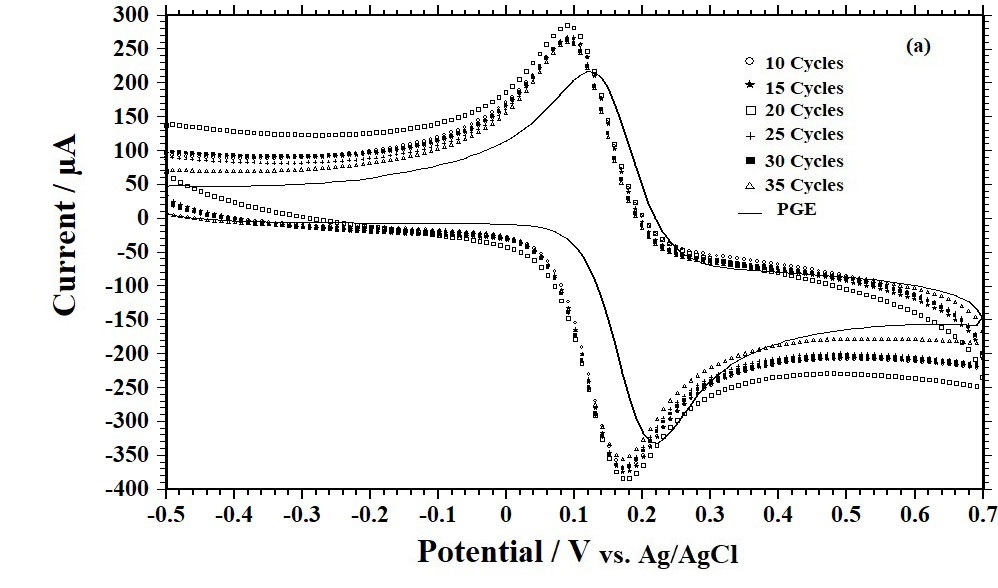 300
250
200
150
100
50
0
-50
-100
-150
-200
-250
-300
-350
-400
Current / µA
(a)
10 Cycles
15 Cycles
20 Cycles
25 Cycles
30 Cycles
35 Cycles
PGE
-0.5 -0.4 -0.3 -0.2 -0.1 0 0.1 0.2 0.3 0.4 0.5 0.6 0.7
Potential / V vs. Ag/AgCl